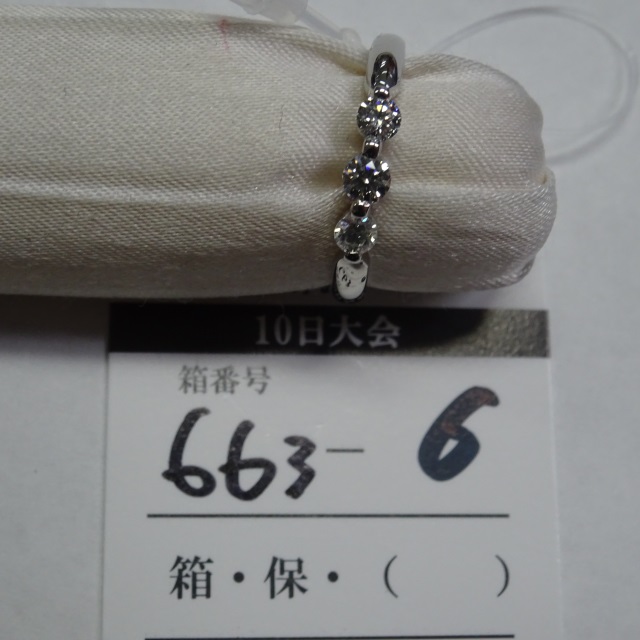 10日大会
箱番号
663- 6
箱・保・( )